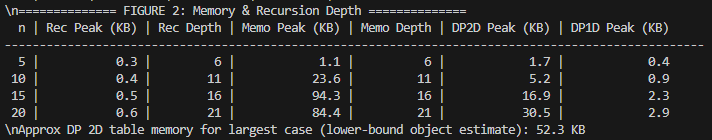 \n============== FIGURE 2: Memory & Recursion Depth ==============
n | Rec Peak (KB) | Rec Depth | Memo Peak (KB) | Memo Depth | DP2D Peak (KB) | DP1D Peak (KB)
----------------------------------------------------------------------------------------------------
5 | 0.3 | 6 | 1.1 | 6 | 1.7 | 0.4
10 | 0.4 | 11 | 23.6 | 11 | 5.2 | 0.9
15 | 0.5 | 16 | 94.3 | 16 | 16.9 | 2.3
20 | 0.6 | 21 | 84.4 | 21 | 30.5 | 2.9
\nApprox DP 2D table memory for largest case (lower-bound object estimate): 52.3 KB